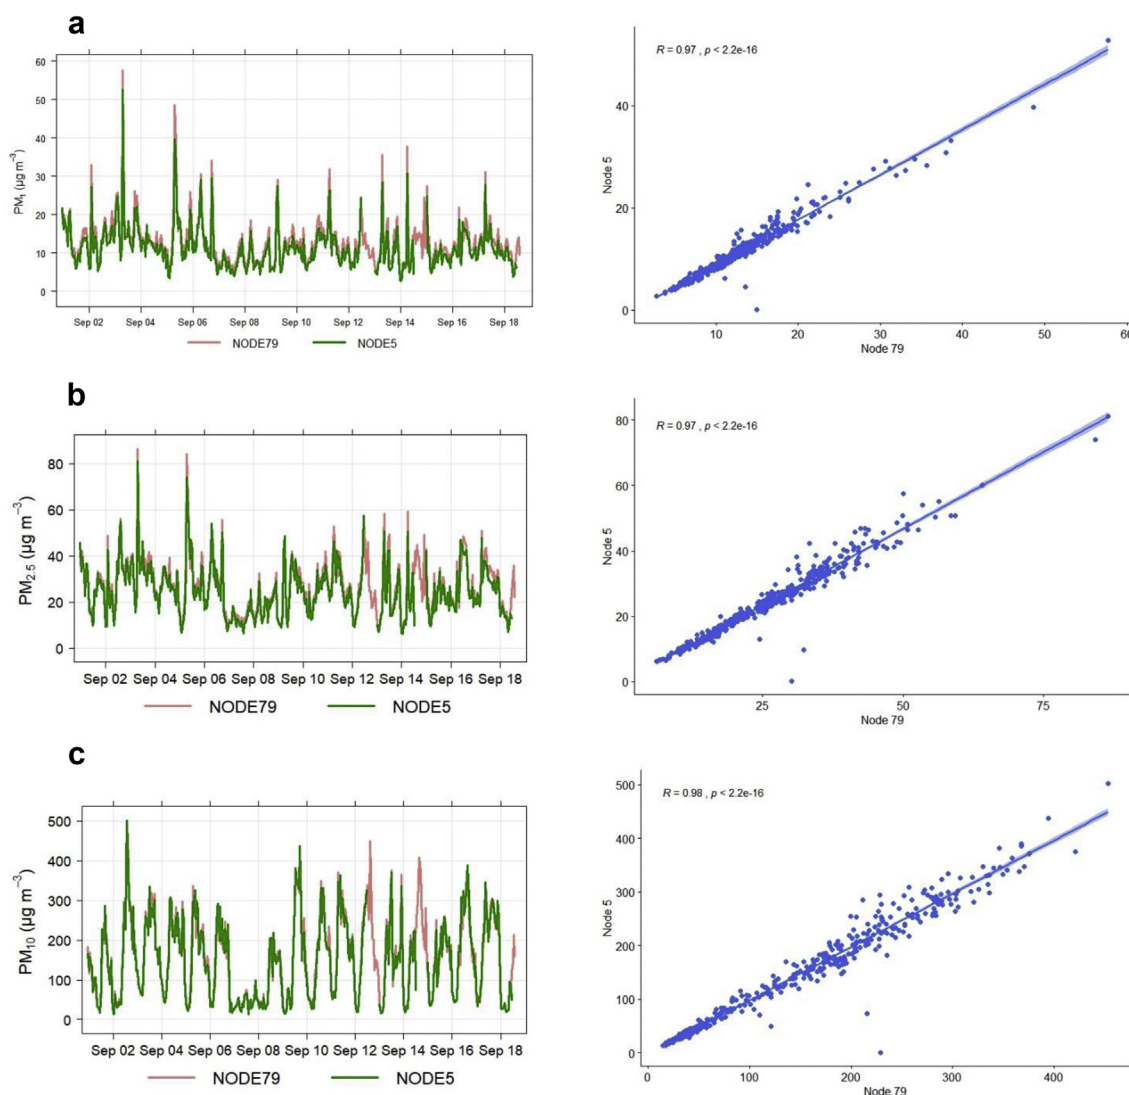 a
PM₁ (µg m⁻³)
60
50
40
30
20
10
0
Sep 02 Sep 04 Sep 06 Sep 08 Sep 10 Sep 12 Sep 14 Sep 16 Sep 18
NODE79 NODE5
R = 0.97 , p < 2.2e-16
Node 5
40
20
0
10 20 30 40 50 60
Node 79
b
PM₂.₅ (µg m⁻³)
80
60
40
20
0
Sep 02 Sep 04 Sep 06 Sep 08 Sep 10 Sep 12 Sep 14 Sep 16 Sep 18
NODE79 NODE5
R = 0.97 , p < 2.2e-16
Node 5
80
60
40
20
0
25 50 75
Node 79
c
PM₁₀ (µg m⁻³)
500
400
300
200
100
0
Sep 02 Sep 04 Sep 06 Sep 08 Sep 10 Sep 12 Sep 14 Sep 16 Sep 18
NODE79 NODE5
R = 0.98 , p < 2.2e-16
Node 5
500
400
300
200
100
0
0 100 200 300 400
Node 79